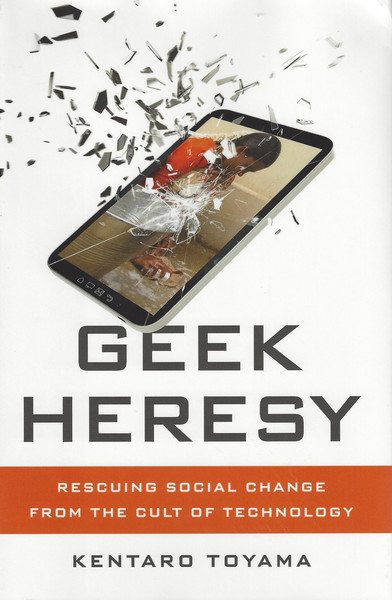 GEEK
HERESY
RESCUING SOCIAL CHANGE
FROM THE CULT OF TECHNOLOGY
KENTARO TOYAMA